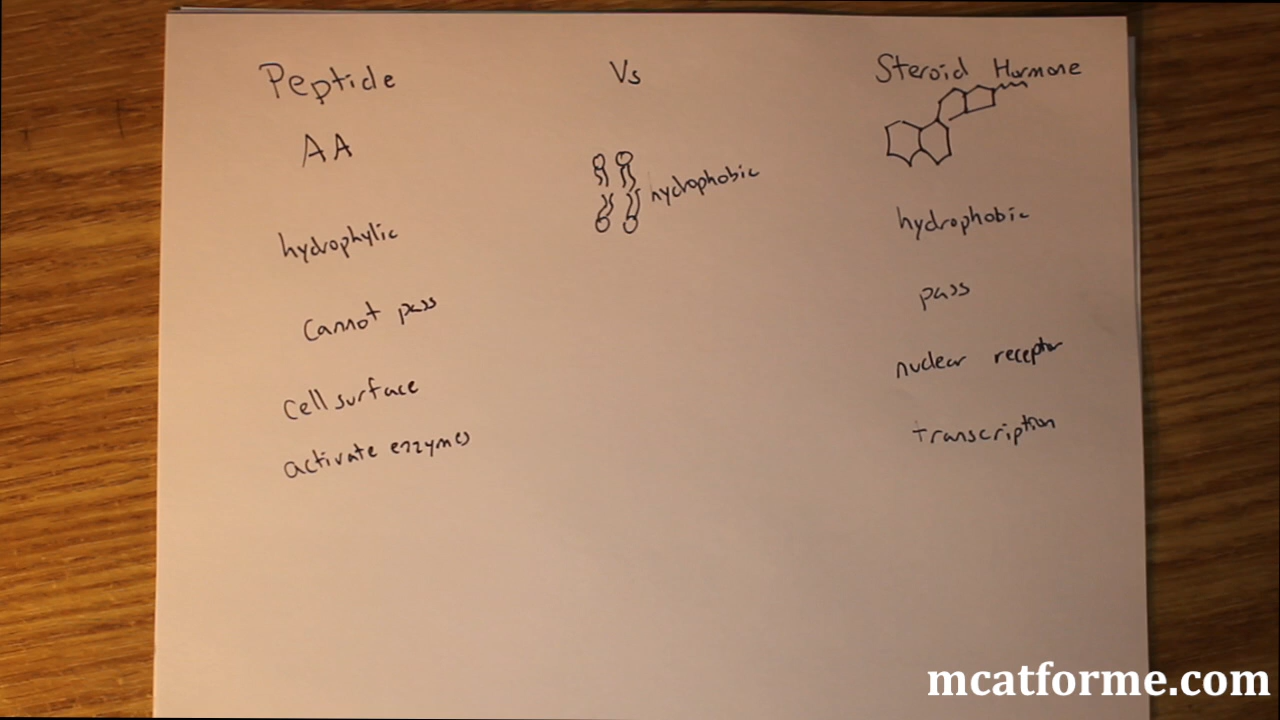 Peptide Vs Steroid Hormone
AA
hydrophobic
hydrophylic hydrophobic
Cannot pass pass
Cell surface nuclear receptor
activate enzymes transcription
mcatforme.com